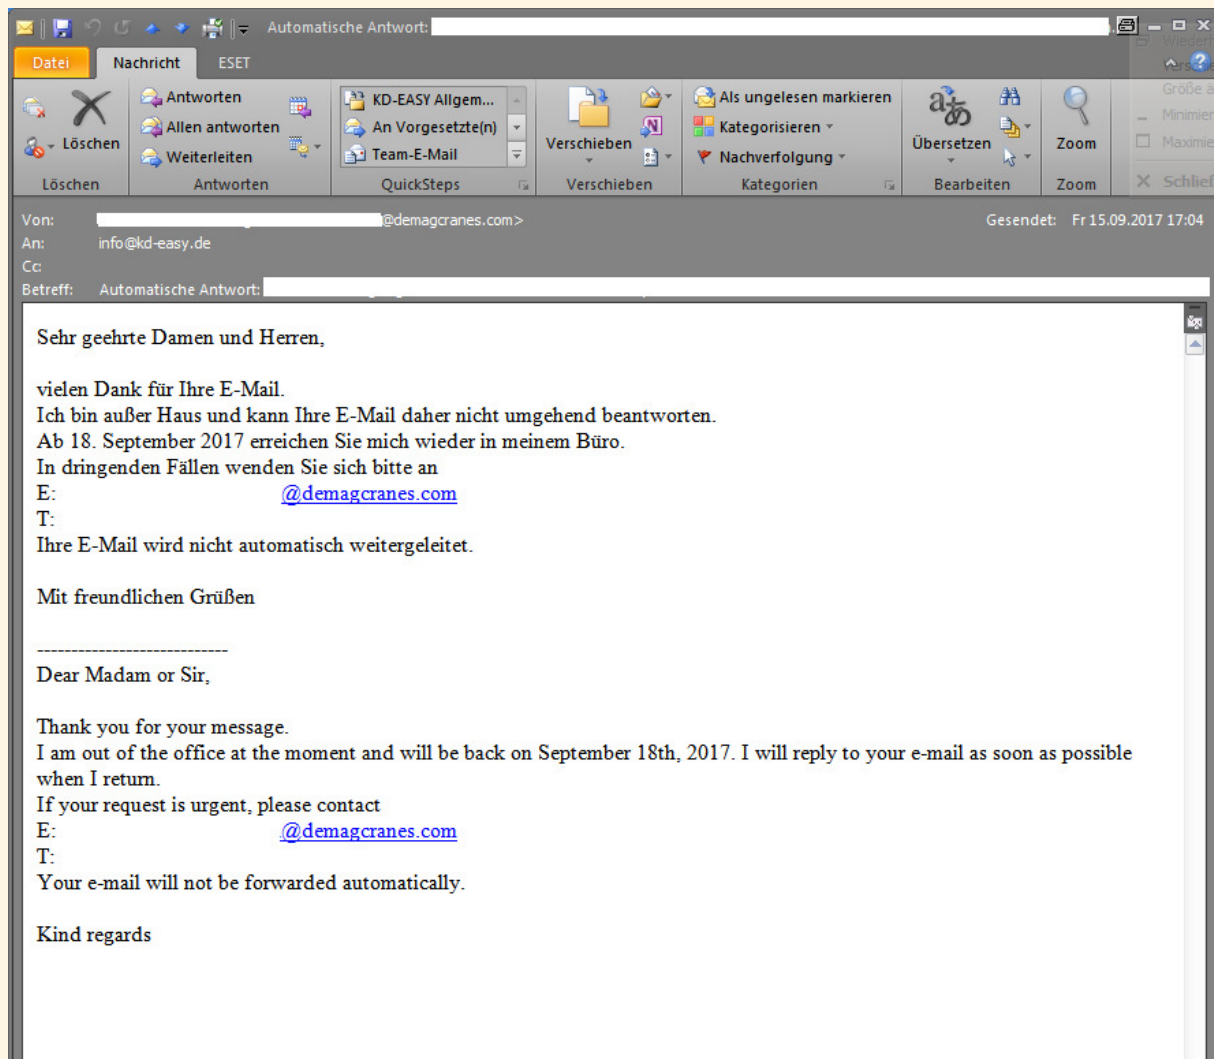 Automatische Antwort:
Datei Nachricht ESET
Löschen
Antworten
Allen antworten
Weiterleiten
KD-EASY Allgem...
An Vorgesetzte(n)
Team-E-Mail
Verschieben
Als ungelesen markieren
Kategorisieren
Nachverfolgung
Übersetzen
Zoom
Größe
Löschen Antworten QuickSteps Verschieben Kategorien Bearbeiten Zoom
Von: @demagcranes.com>
Gesendet: Fr 15.09.2017 17:04
An: info@kd-easy.de
Cc:
Betreff: Automatische Antwort:
Sehr geehrte Damen und Herren,
vielen Dank für Ihre E-Mail.
Ich bin außer Haus und kann Ihre E-Mail daher nicht umgehend beantworten.
Ab 18. September 2017 erreichen Sie mich wieder in meinem Büro.
In dringenden Fällen wenden Sie sich bitte an
E: @demagcranes.com
T:
Ihre E-Mail wird nicht automatisch weitergeleitet.
Mit freundlichen Grüßen
----------------------------
Dear Madam or Sir,
Thank you for your message.
I am out of the office at the moment and will be back on September 18th, 2017. I will reply to your e-mail as soon as possible
when I return.
If your request is urgent, please contact
E: @demagcranes.com
T:
Your e-mail will not be forwarded automatically.
Kind regards